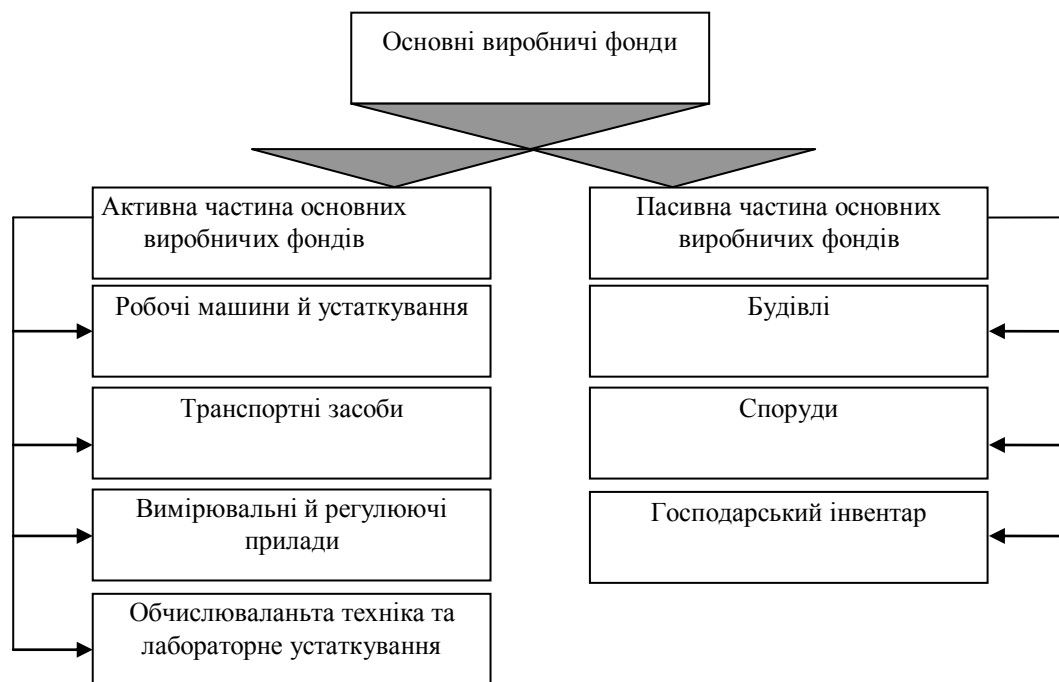 Основні виробничі фонди
Активна частина основних
виробничих фондів
Робочі машини й устаткування
Транспортні засоби
Вимірювальні й регулюючі
прилади
Обчислюваланьта техніка та
лабораторне устаткування
Пасивна частина основних
виробничих фондів
Будівлі
Споруди
Господарський інвентар